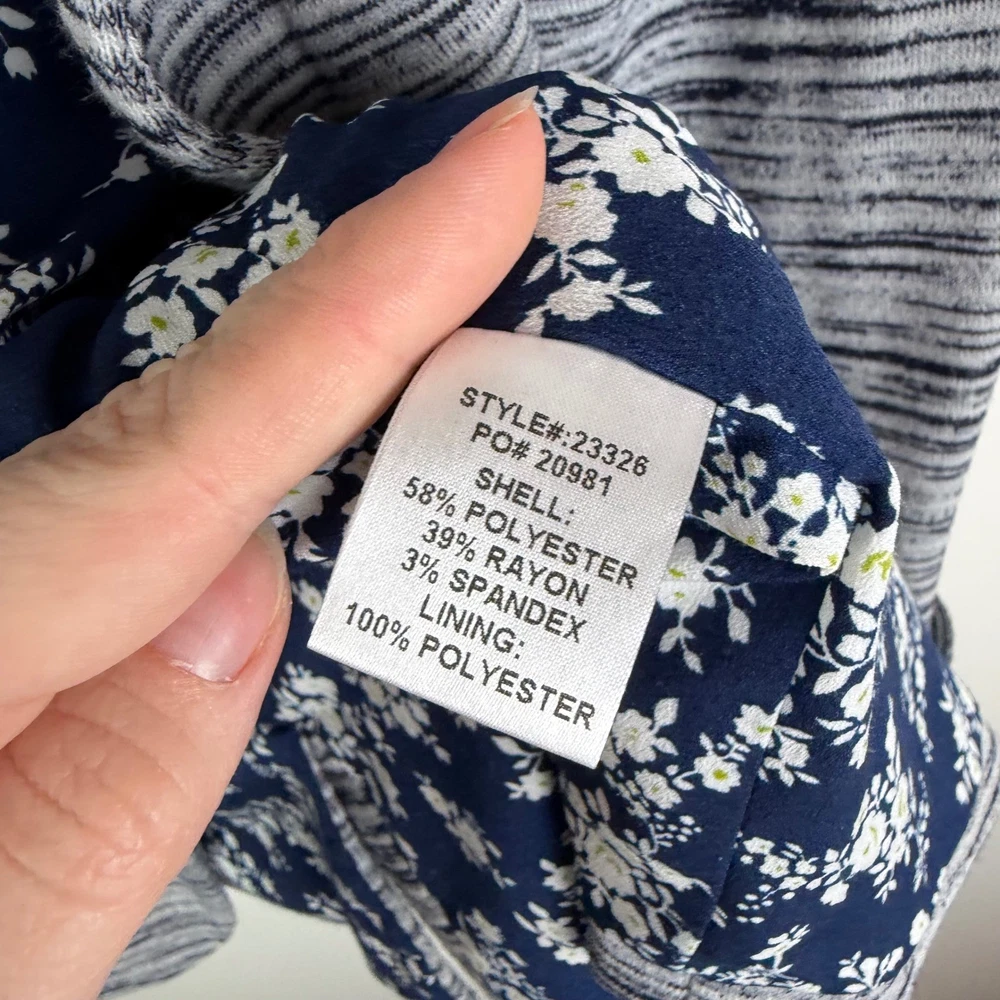 STYLE#:23326
PO# 20981
SHELL:
58% POLYESTER
39% RAYON
3% SPANDEX
LINING:
100% POLYESTER